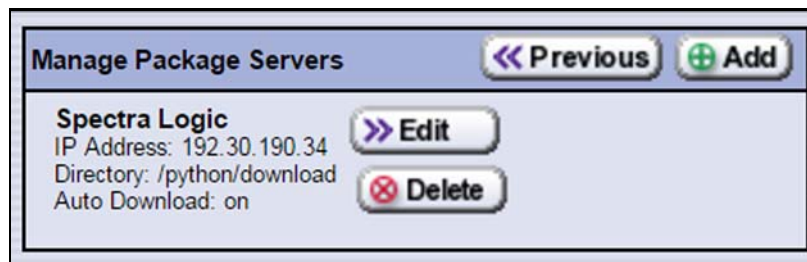 Manage Package Servers
Previous
Add
Spectra Logic
Edit
IP Address: 192.30.190.34
Directory: /python/download
Delete
Auto Download: on